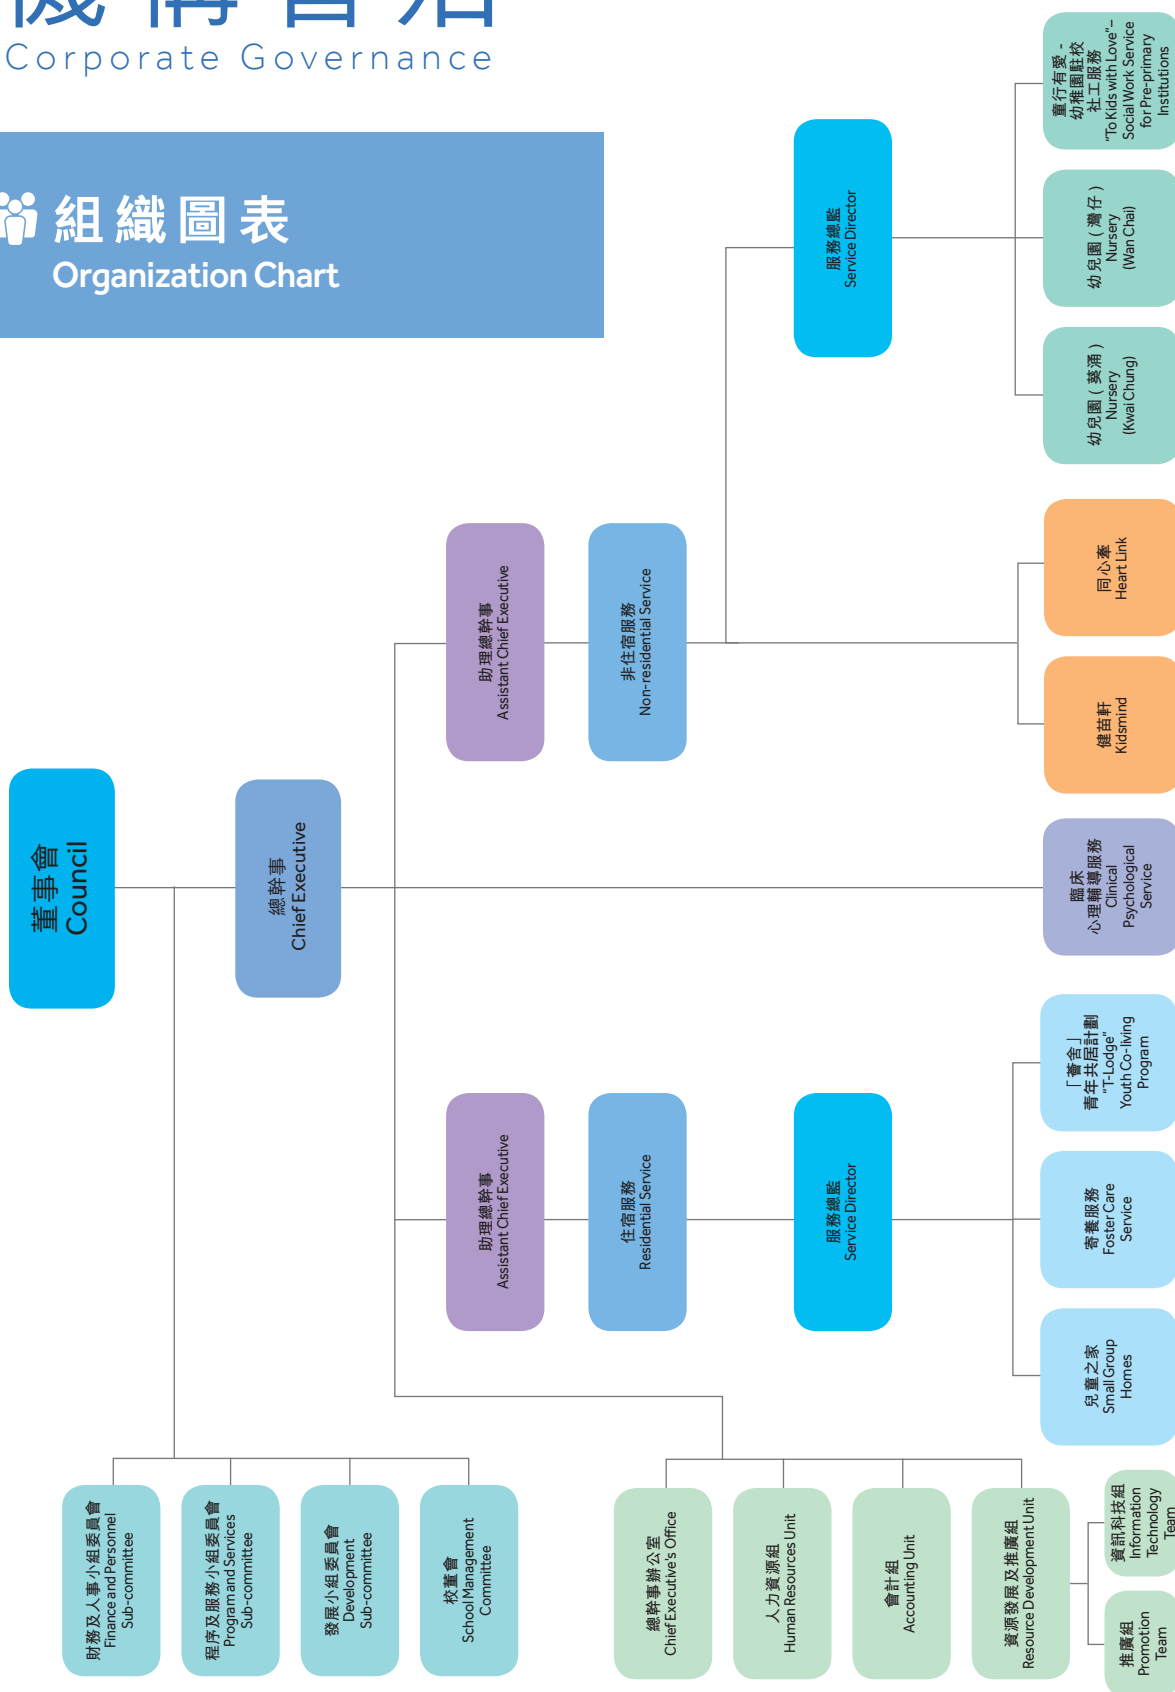 機構管治
Corporate Governance
組織圖表
Organization Chart
董事會
Council
總幹事
Chief Executive
財務及人事小組委員會
Finance and Personnel
Sub-committee
程序及服務小組委員會
Program and Services
Sub-committee
發展小組委員會
Development
Sub-committee
校董會
School Management
Committee
助理總幹事
Assistant Chief Executive
住宿服務
Residential Service
服務總監
Service Director
助理總幹事
Assistant Chief Executive
非住宿服務
Non-residential Service
服務總監
Service Director
總幹事辦公室
Chief Executive's Office
人力資源組
Human Resources Unit
會計組
Accounting Unit
資源發展及推廣組
Resource Development Unit
推廣組
Promotion
Team
資訊科技組
Information
Technology
Team
兒童之家
Small Group
Homes
寄養服務
Foster Care
Service
「薈舍」
青年共居計劃
"T-Lodge"
Youth Co-living
Program
臨床
心理輔導服務
Clinical
Psychological
Service
健苗軒
Kidsmind
同心牽
Heart Link
幼兒園（葵涌）
Nursery
(Kwai Chung)
幼兒園（灣仔）
Nursery
(Wan Chai)
童行有愛 -
幼稚園駐校
社工服務
"To Kids with Love"–
Social Work Service
for Pre-primary
Institutions